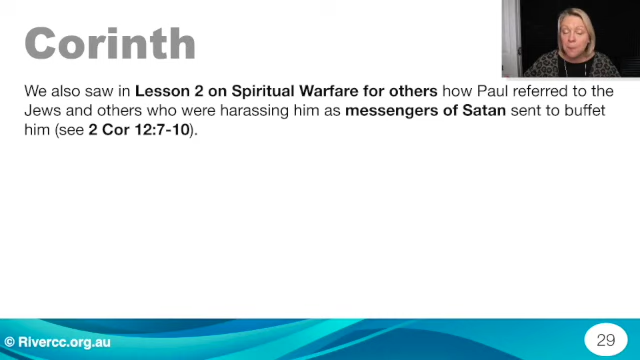 Corinth
We also saw in Lesson 2 on Spiritual Warfare for others how Paul referred to the
Jews and others who were harassing him as messengers of Satan sent to buffet
him (see 2 Cor 12:7-10).
© Rivercc.org.au
29